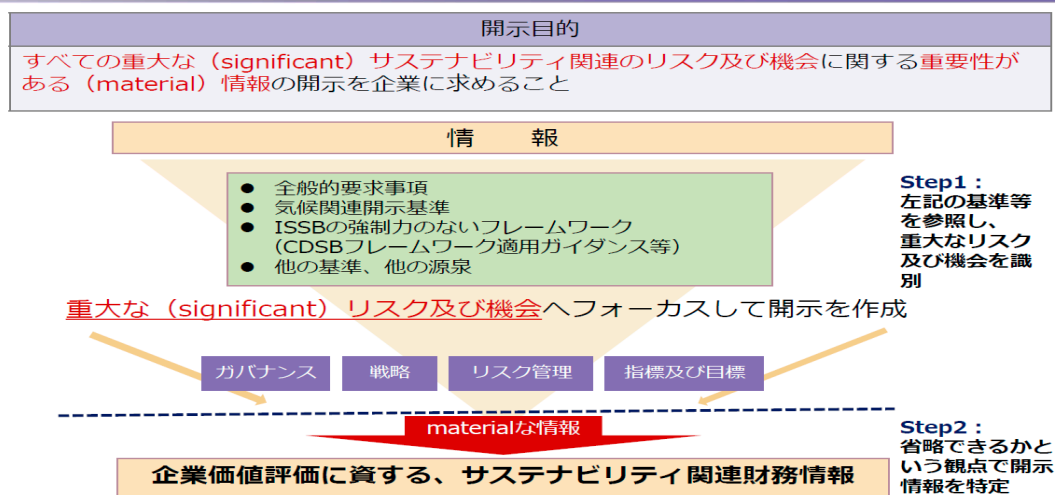 開示目的
すべての重大な（significant）サステナビリティ関連のリスク及び機会に関する重要性が
ある（material）情報の開示を企業に求めること
情　報
● 全般的要求事項
● 気候関連開示基準
● ISSBの強制力のないフレームワーク
（CDSBフレームワーク適用ガイダンス等）
● 他の基準、他の源泉
Step1：
左記の基準等
を参照し、
重大なリスク
及び機会を識
別
重大な（significant）リスク及び機会へフォーカスして開示を作成
ガバナンス 戦略 リスク管理 指標及び目標
materialな情報
企業価値評価に資する、サステナビリティ関連財務情報
Step2：
省略できるかと
いう観点で開示
情報を特定